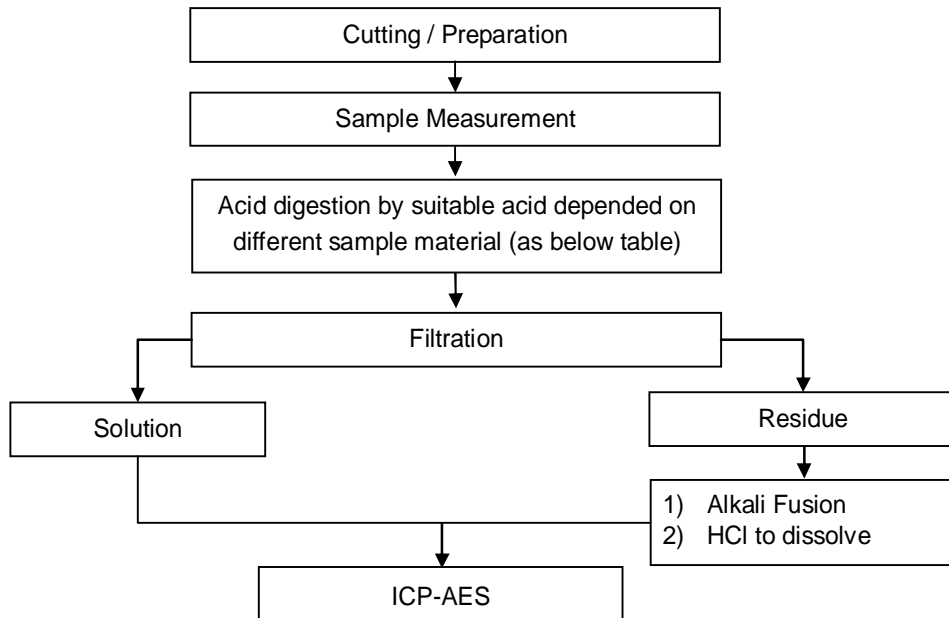 Cutting / Preparation
Sample Measurement
Acid digestion by suitable acid depended on
different sample material (as below table)
Filtration
Solution
Residue
1) Alkali Fusion
2) HCl to dissolve
ICP-AES